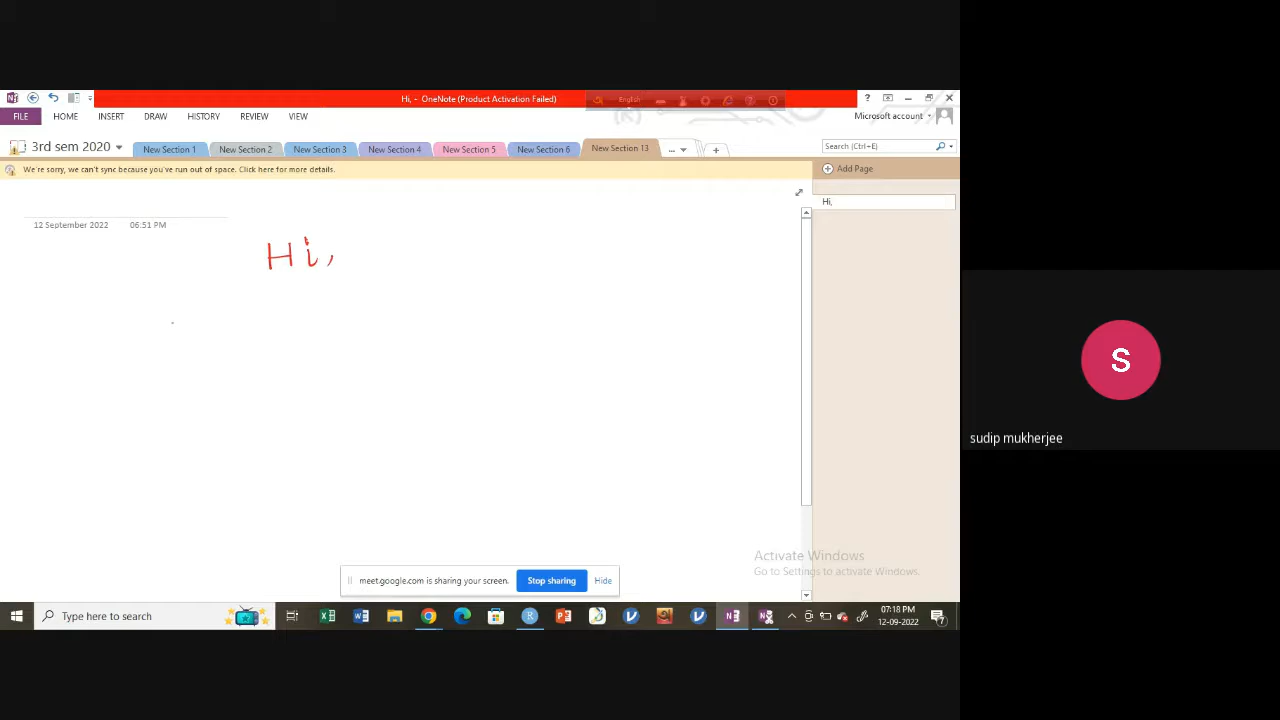 Hi, - OneNote (Product Activation Failed)
English
FILE HOME INSERT DRAW HISTORY REVIEW VIEW
Microsoft account
3rd sem 2020 New Section 1 New Section 2 New Section 3 New Section 4 New Section 5 New Section 6 New Section 13 ... +
Search (Ctrl+E)
We're sorry, we can't sync because you've run out of space. Click here for more details.
Add Page
Hi,
12 September 2022 06:51 PM
Hi,
S
sudip mukherjee
Activate Windows
Go to Settings to activate Windows.
meet.google.com is sharing your screen. Stop sharing Hide
Type here to search
07:18 PM
12-09-2022
7